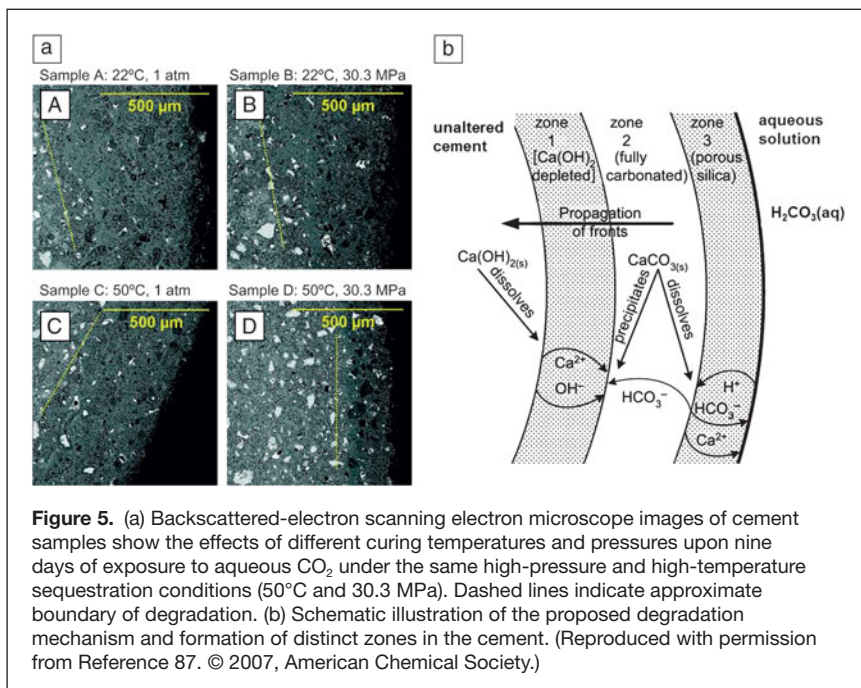 a
Sample A: 22ºC, 1 atm
Sample B: 22ºC, 30.3 MPa
A
500 µm
B
500 µm
Sample C: 50ºC, 1 atm
Sample D: 50ºC, 30.3 MPa
C
500 µm
D
500 µm
b
unaltered
cement
zone
1
[Ca(OH)₂
depleted]
zone
2
(fully
carbonated)
zone
3
(porous
silica)
aqueous
solution
H₂CO₃(aq)
Propagation
of fronts
Ca(OH)₂₍ₛ₎
dissolves
CaCO₃₍ₛ₎
precipitates
dissolves
Ca²⁺
OH⁻
HCO₃⁻
H⁺
HCO₃⁻
Ca²⁺
Figure 5. (a) Backscattered-electron scanning electron microscope images of cement
samples show the effects of different curing temperatures and pressures upon nine
days of exposure to aqueous CO₂ under the same high-pressure and high-temperature
sequestration conditions (50°C and 30.3 MPa). Dashed lines indicate approximate
boundary of degradation. (b) Schematic illustration of the proposed degradation
mechanism and formation of distinct zones in the cement. (Reproduced with permission
from Reference 87. © 2007, American Chemical Society.)